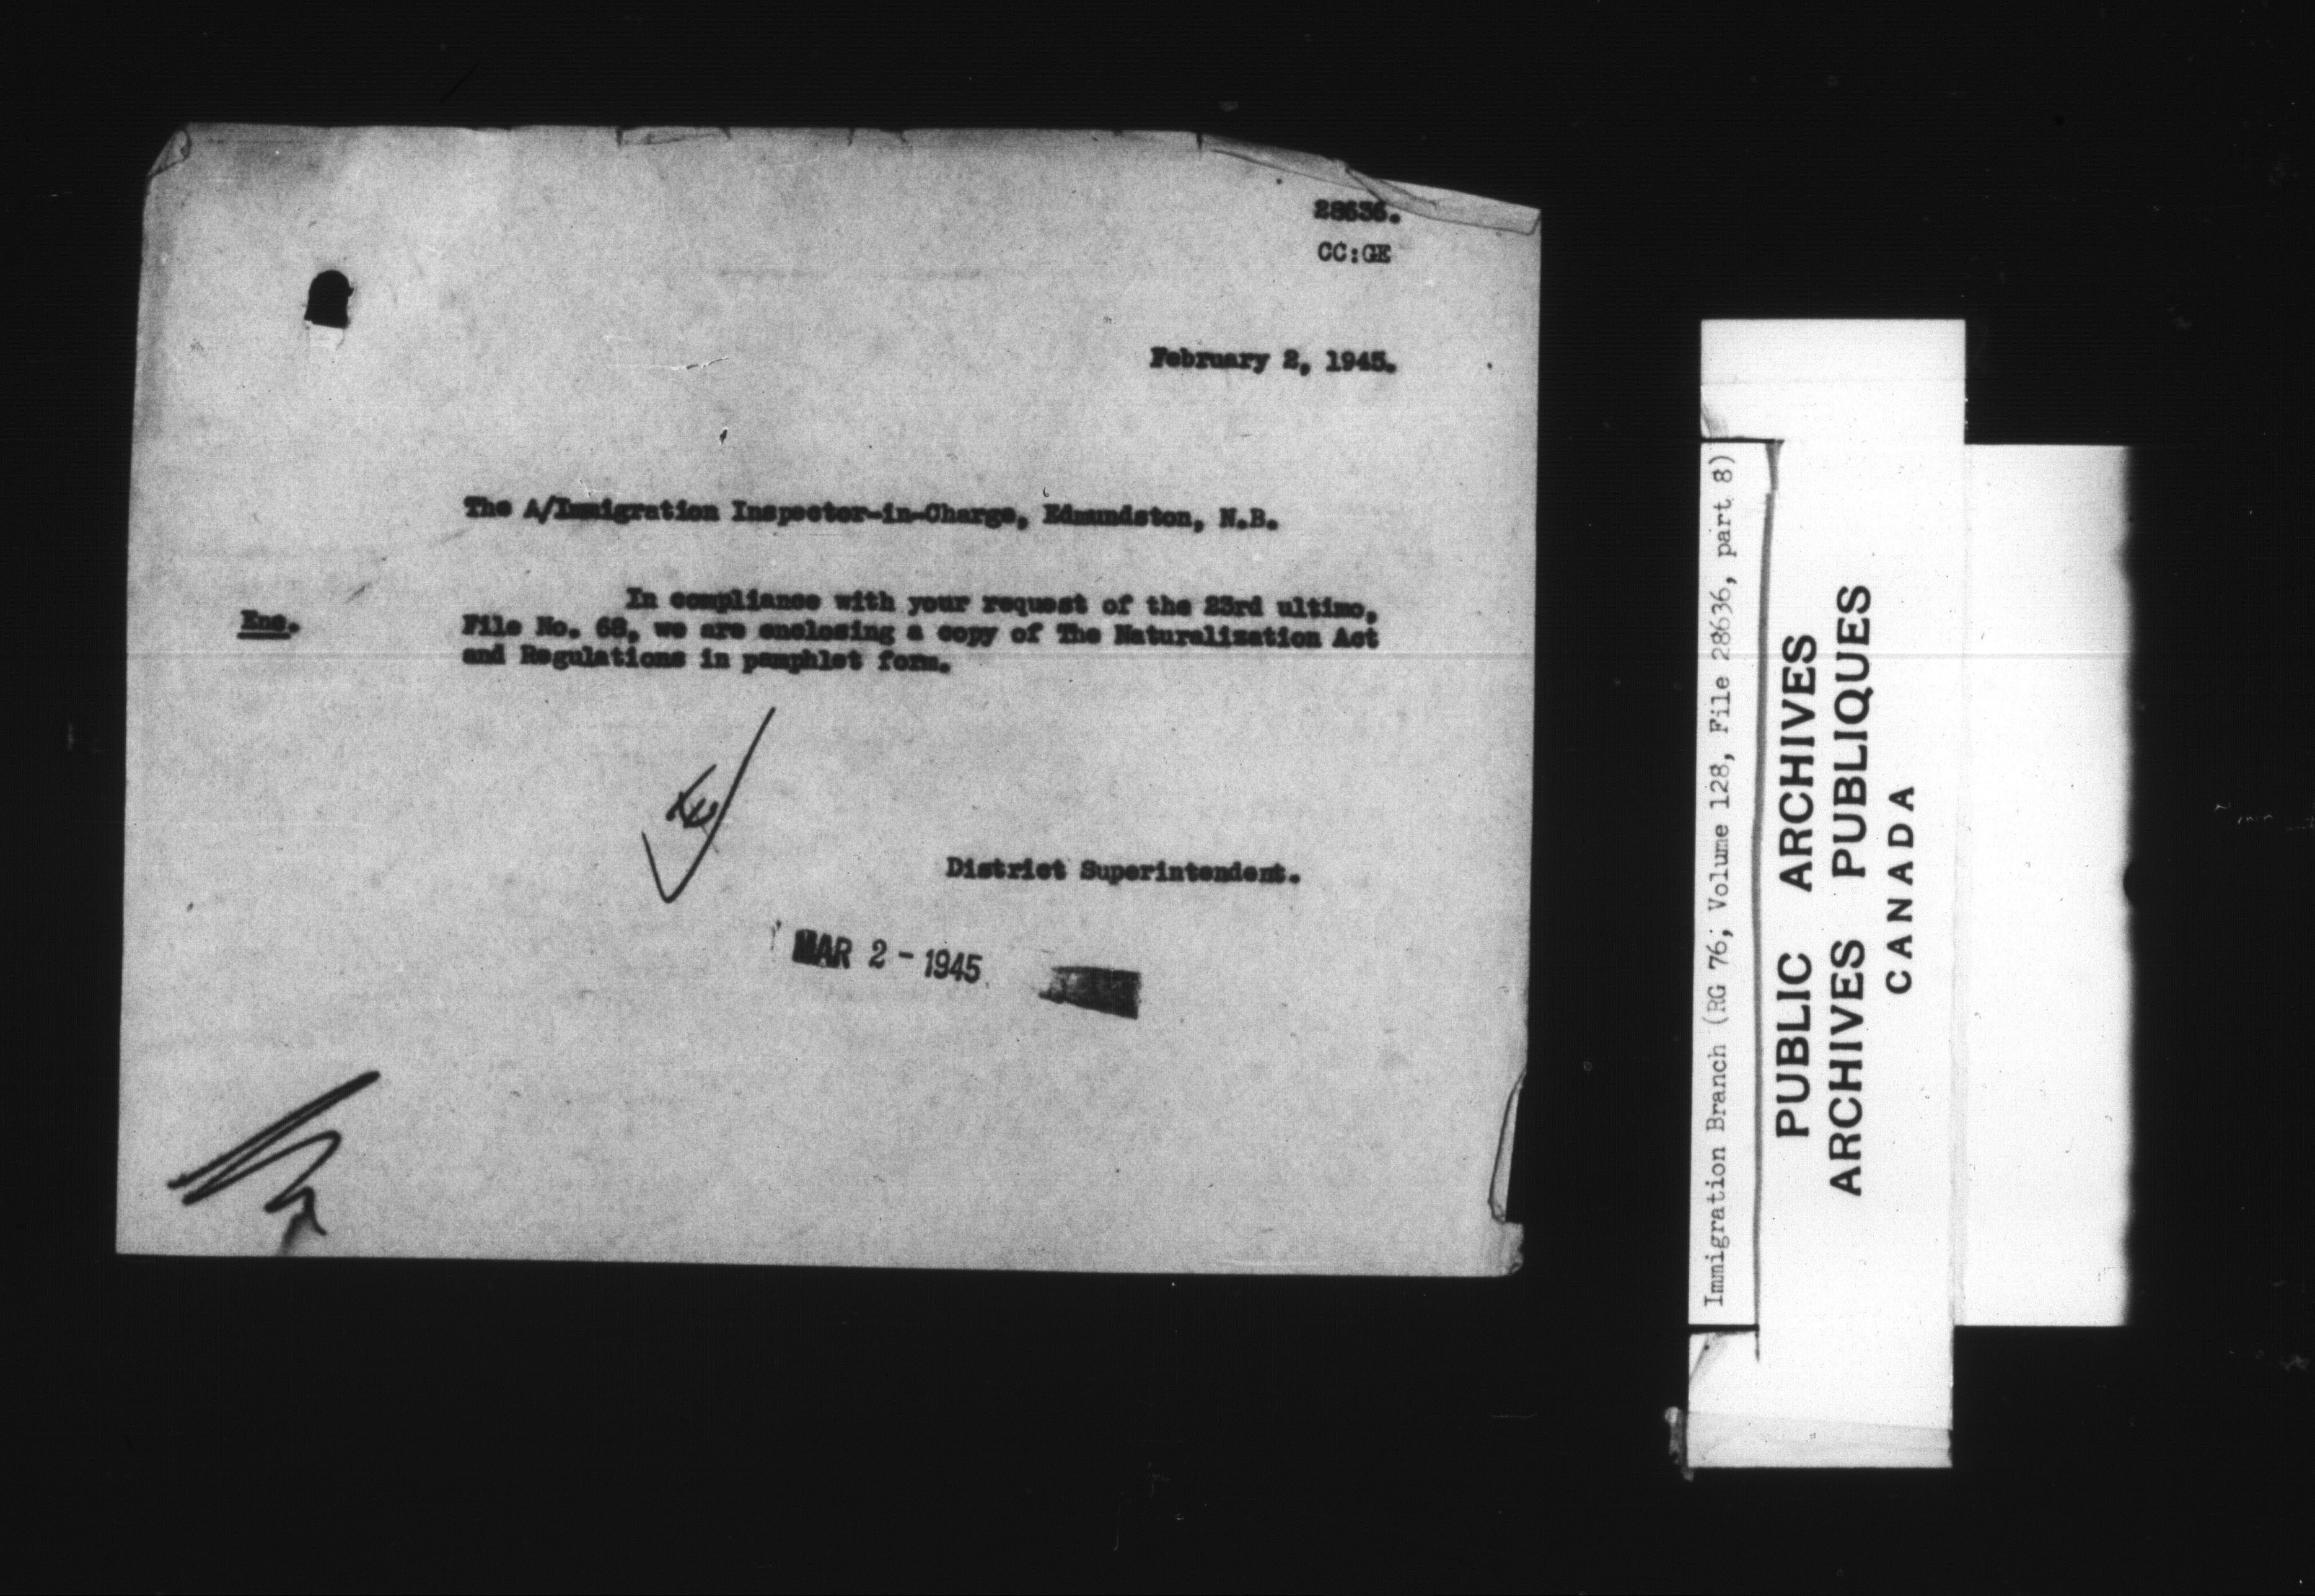 28636.
CC:GE
February 2, 1945.
The A/Immigration Inspector-in-Charge, Edmundston, N.B.
Enc.
In compliance with your request of the 23rd ultimo,
File No. 68, we are enclosing a copy of The Naturalization Act
and Regulations in pamphlet form.
District Superintendent.
MAR 2 - 1945
Immigration Branch (RG 76; Volume 128, File 28636, part 8)
PUBLIC ARCHIVES
ARCHIVES PUBLIQUES
CANADA